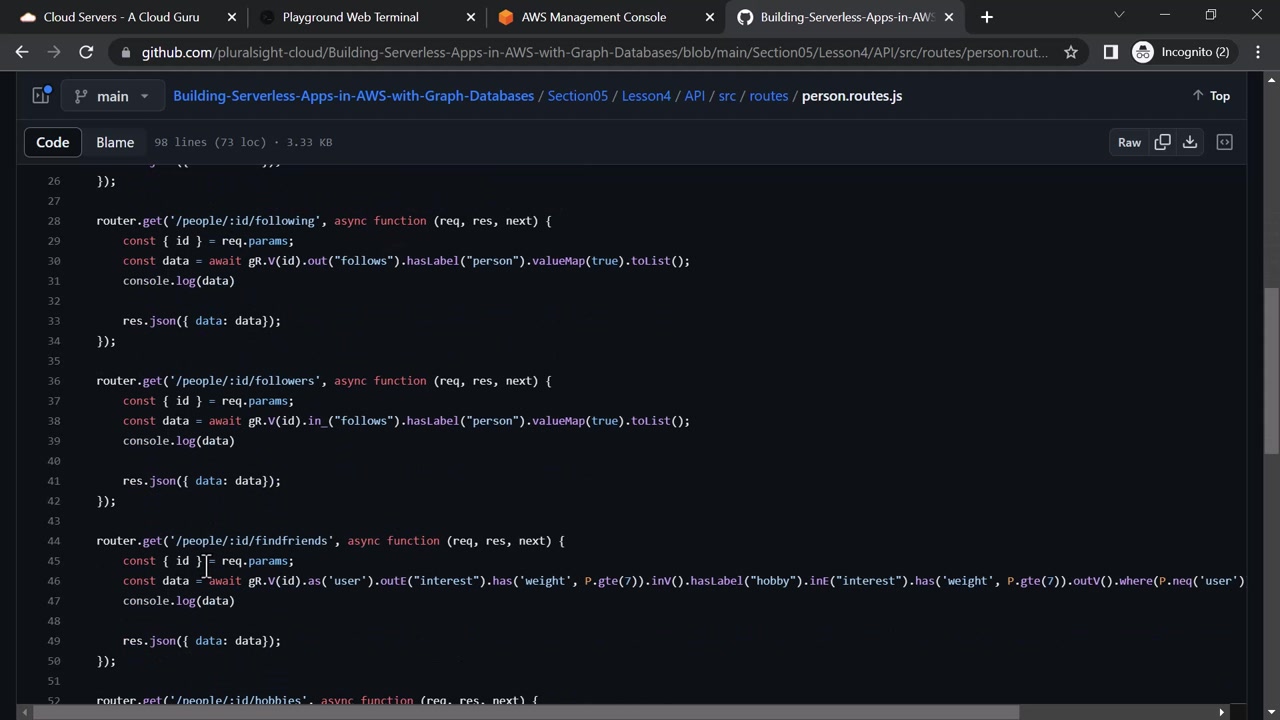 Cloud Servers - A Cloud Guru
Playground Web Terminal
AWS Management Console
Building-Serverless-Apps-in-AW
github.com/pluralsight-cloud/Building-Serverless-Apps-in-AWS-with-Graph-Databases/blob/main/Section05/Lesson4/API/src/routes/person.rout...
Incognito (2)
main
Building-Serverless-Apps-in-AWS-with-Graph-Databases / Section05 / Lesson4 / API / src / routes / person.routes.js
Top
Code
Blame
98 lines (73 loc) · 3.33 KB
Raw
26 });
27
28 router.get('/people/:id/following', async function (req, res, next) {
29 const { id } = req.params;
30 const data = await gR.V(id).out("follows").hasLabel("person").valueMap(true).toList();
31 console.log(data)
32
33 res.json({ data: data});
34 });
35
36 router.get('/people/:id/followers', async function (req, res, next) {
37 const { id } = req.params;
38 const data = await gR.V(id).in_("follows").hasLabel("person").valueMap(true).toList();
39 console.log(data)
40
41 res.json({ data: data});
42 });
43
44 router.get('/people/:id/findfriends', async function (req, res, next) {
45 const { id } = req.params;
46 const data = await gR.V(id).as('user').outE("interest").has('weight', P.gte(7)).inV().hasLabel("hobby").inE("interest").has('weight', P.gte(7)).outV().where(P.neq('user')
47 console.log(data)
48
49 res.json({ data: data});
50 });
51
52 router.get('/people/:id/hobbies', async function (req, res, next) {